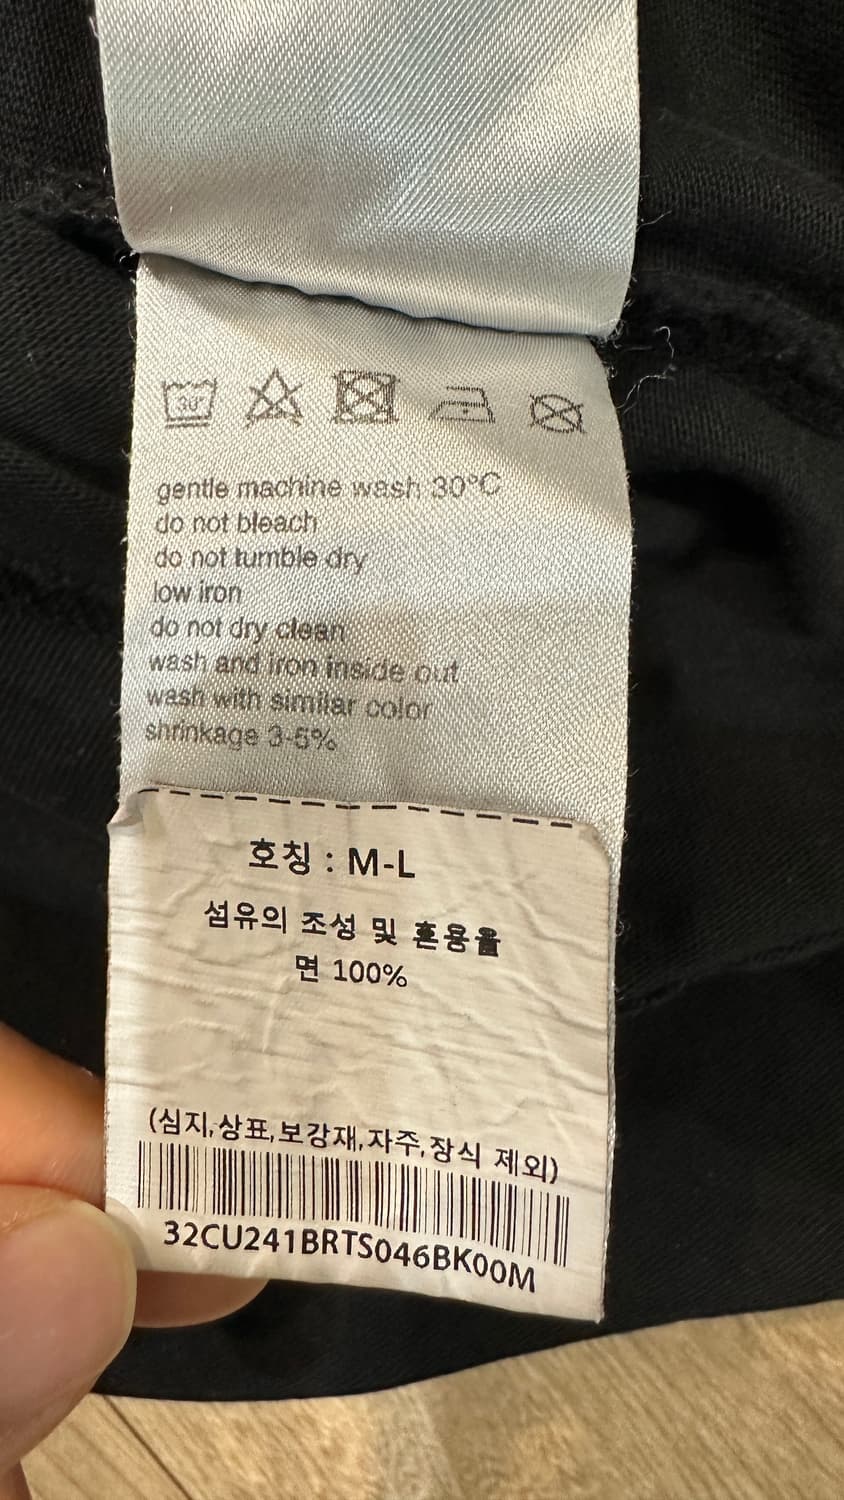 30°
gentle machine wash 30°C
do not bleach
do not tumble dry
low iron
do not dry clean
wash and iron inside out
wash with similar color
shrinkage 3-5%
호칭 : M-L
섬유의 조성 및 혼용율
면 100%
(심지,상표,보강재,자주,장식 제외)
32CU241BRTS046BK00M